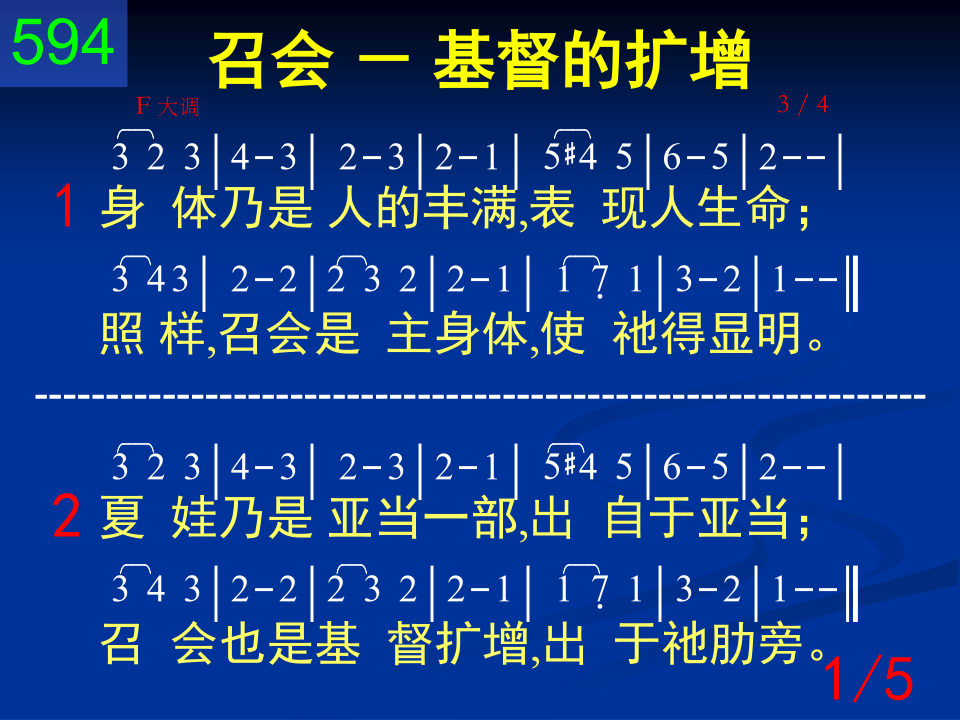 594
召会 － 基督的扩增
F 大调
3 / 4
3 2 3|4-3| 2-3|2-1| 5#4 5|6-5|2--|
1 身 体乃是 人的丰满,表 现人生命；
3 43| 2-2|2 3 2|2-1| 1 7̣ 1|3-2|1--‖
照 样,召会是 主身体,使 祂得显明。
---------------------------------------------------------------
3 2 3|4-3| 2-3|2-1| 5#4 5|6-5|2--|
2 夏 娃乃是 亚当一部,出 自于亚当；
3 4 3|2-2|2 3 2|2-1| 1 7̣ 1|3-2|1--‖
召 会也是基 督扩增,出 于祂肋旁。
1/5